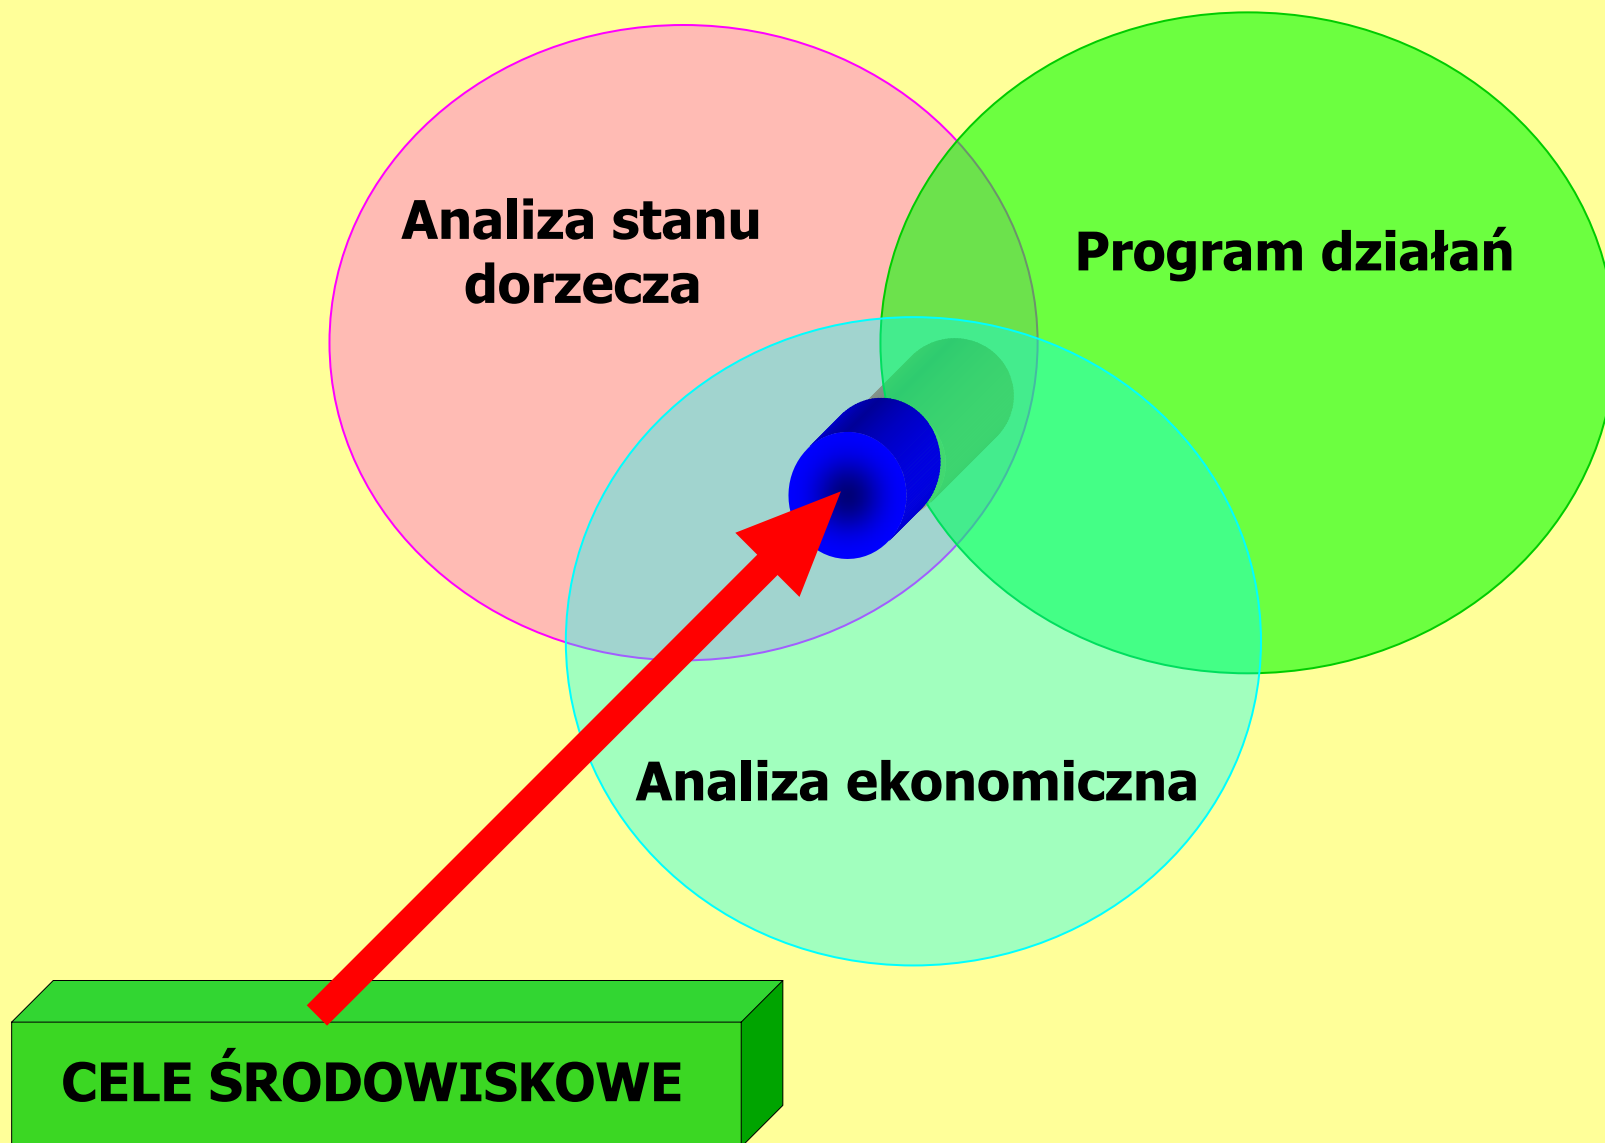 Analiza stanu
dorzecza
Program działań
Analiza ekonomiczna
CELE ŚRODOWISKOWE